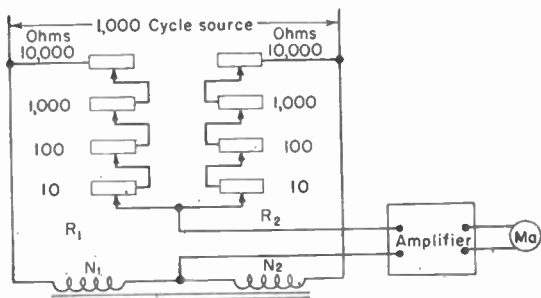 1,000 Cycle source
Ohms Ohms
10,000 10,000
1,000 1,000
100 100
10 10
R1 R2
Amplifier Ma
N1 N2